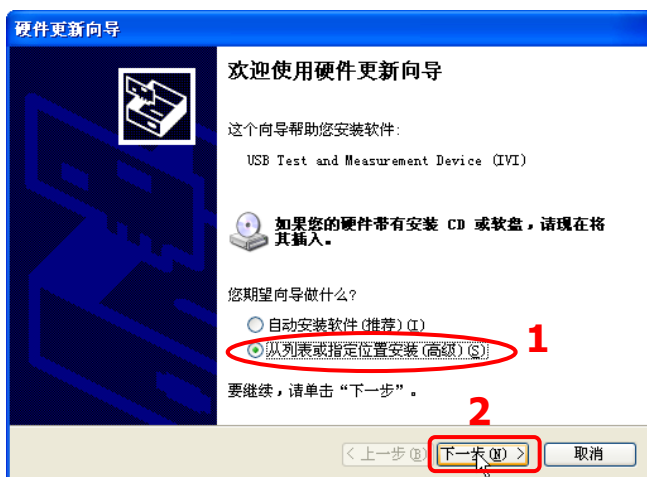 硬件更新向导
欢迎使用硬件更新向导
这个向导帮助您安装软件:
USB Test and Measurement Device (IVI)
如果您的硬件带有安装 CD 或软盘，请现在将
其插入。
您期望向导做什么?
自动安装软件(推荐)(I)
从列表或指定位置安装(高级)(S)
1
要继续，请单击“下一步”。
2
< 上一步(B)
下一步(N) >
取消